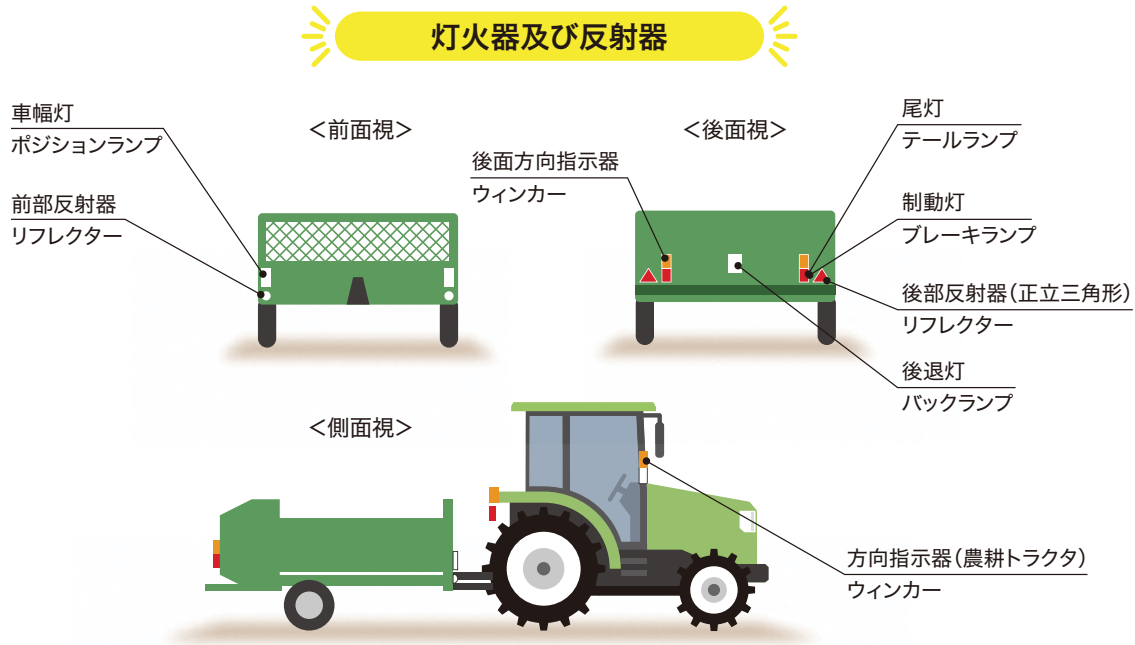 灯火器及び反射器
車幅灯
ポジションランプ
前部反射器
リフレクター
＜前面視＞
＜後面視＞
後面方向指示器
ウィンカー
尾灯
テールランプ
制動灯
ブレーキランプ
後部反射器（正立三角形）
リフレクター
後退灯
バックランプ
＜側面視＞
方向指示器（農耕トラクタ）
ウィンカー